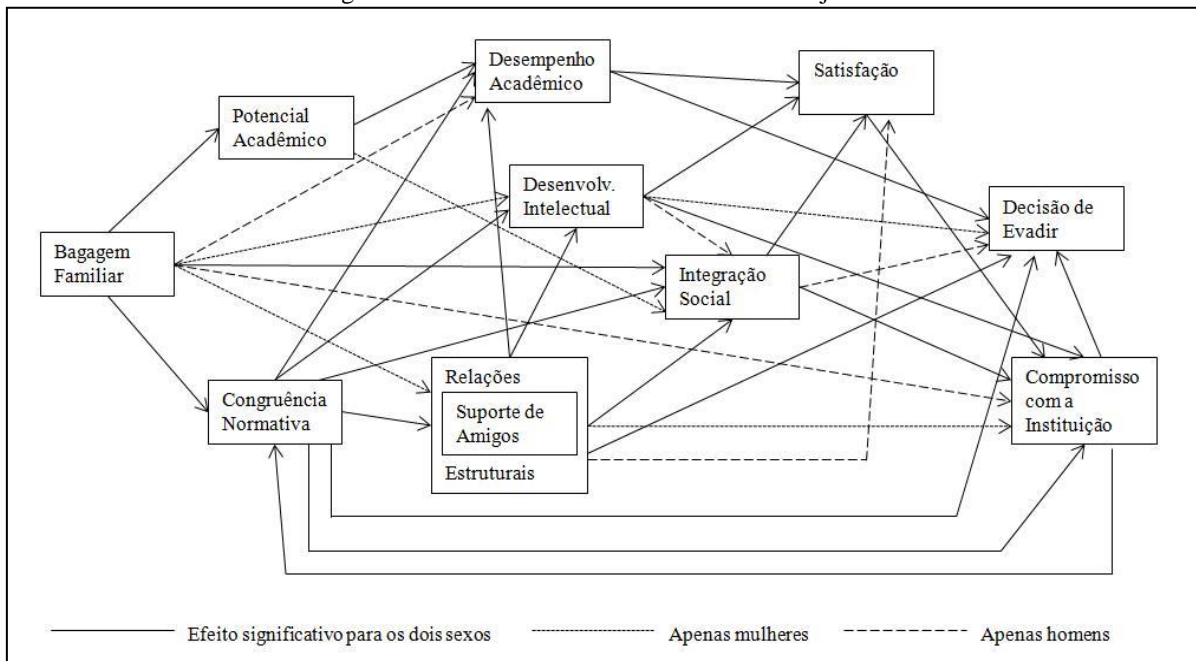 Desempenho
Acadêmico
Satisfação
Potencial
Acadêmico
Desenvolv.
Intelectual
Decisão de
Evadir
Bagagem
Familiar
Integração
Social
Relações
Suporte de
Amigos
Estruturais
Congruência
Normativa
Compromisso
com a
Instituição
Efeito significativo para os dois sexos
Apenas mulheres
Apenas homens